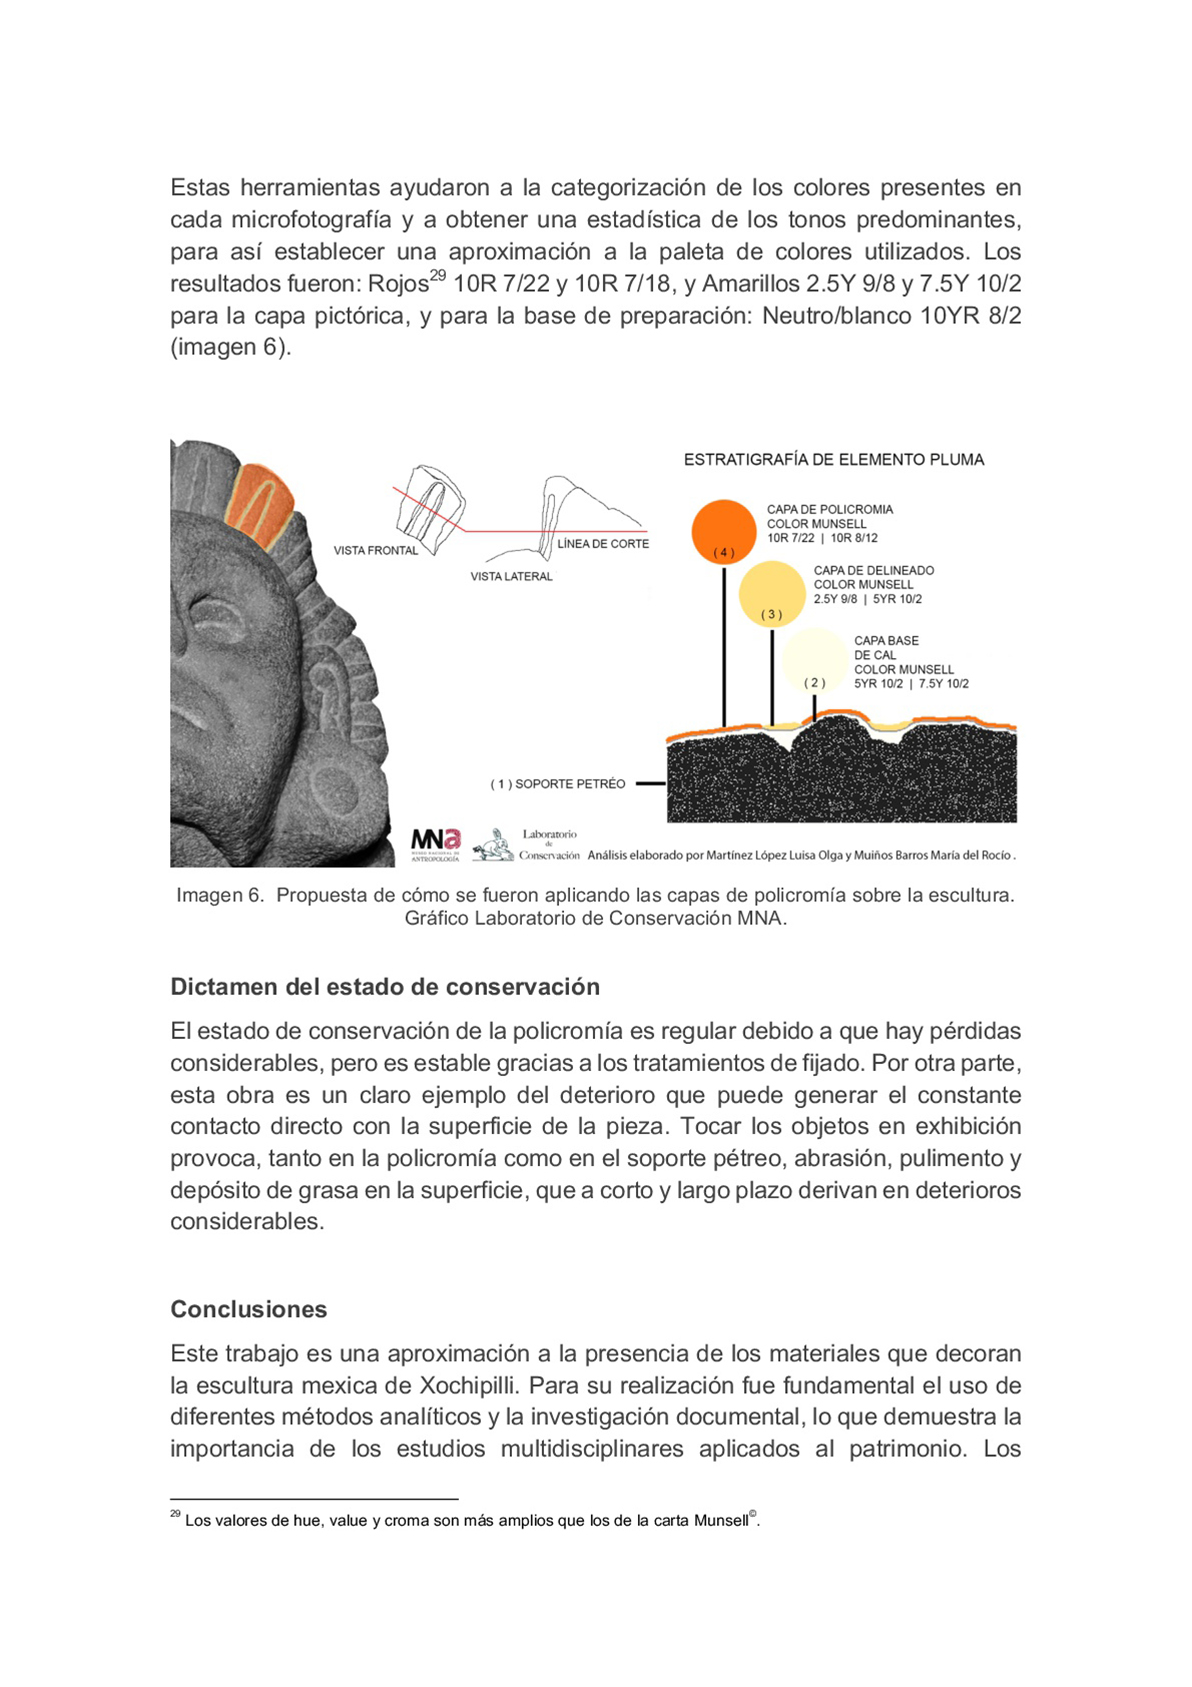 Estas herramientas ayudaron a la categorización de los colores presentes en
cada microfotografía y a obtener una estadística de los tonos predominantes,
para así establecer una aproximación a la paleta de colores utilizados. Los
resultados fueron: Rojos29 10R 7/22 y 10R 7/18, y Amarillos 2.5Y 9/8 y 7.5Y 10/2
para la capa pictórica, y para la base de preparación: Neutro/blanco 10YR 8/2
(imagen 6).
ESTRATIGRAFÍA DE ELEMENTO PLUMA
VISTA FRONTAL
LÍNEA DE CORTE
VISTA LATERAL
CAPA DE POLICROMIA
COLOR MUNSELL
10R 7/22 | 10R 8/12
( 4 )
CAPA DE DELINEADO
COLOR MUNSELL
2.5Y 9/8 | 5YR 10/2
( 3 )
CAPA BASE
DE CAL
COLOR MUNSELL
5YR 10/2 | 7.5Y 10/2
( 2 )
( 1 ) SOPORTE PETRÉO
MNa
MUSEO NACIONAL DE
ANTROPOLOGÍA
Laboratorio
de
Conservación
Análisis elaborado por Martínez López Luisa Olga y Muiños Barros María del Rocío .
Imagen 6. Propuesta de cómo se fueron aplicando las capas de policromía sobre la escultura.
Gráfico Laboratorio de Conservación MNA.
Dictamen del estado de conservación
El estado de conservación de la policromía es regular debido a que hay pérdidas
considerables, pero es estable gracias a los tratamientos de fijado. Por otra parte,
esta obra es un claro ejemplo del deterioro que puede generar el constante
contacto directo con la superficie de la pieza. Tocar los objetos en exhibición
provoca, tanto en la policromía como en el soporte pétreo, abrasión, pulimento y
depósito de grasa en la superficie, que a corto y largo plazo derivan en deterioros
considerables.
Conclusiones
Este trabajo es una aproximación a la presencia de los materiales que decoran
la escultura mexica de Xochipilli. Para su realización fue fundamental el uso de
diferentes métodos analíticos y la investigación documental, lo que demuestra la
importancia de los estudios multidisciplinares aplicados al patrimonio. Los
29 Los valores de hue, value y croma son más amplios que los de la carta Munsell©.